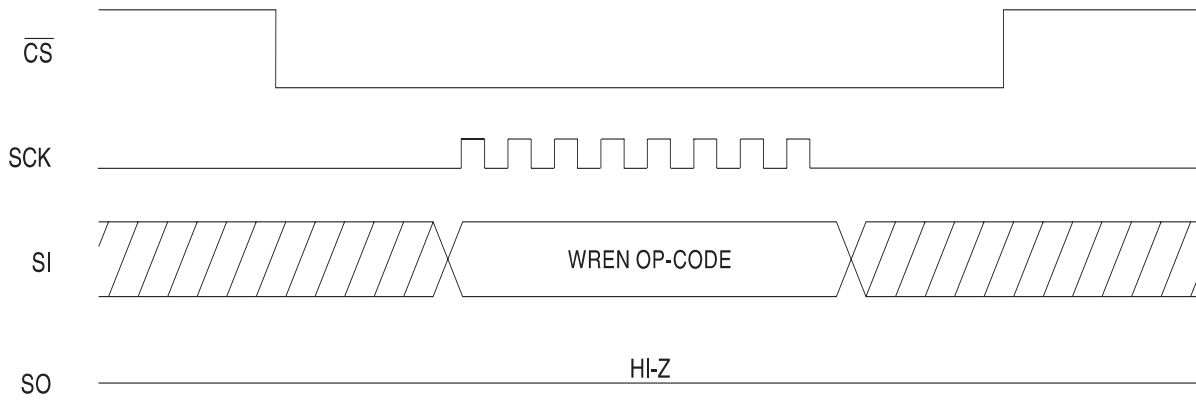 CS
SCK
SI
WREN OP-CODE
HI-Z
SO